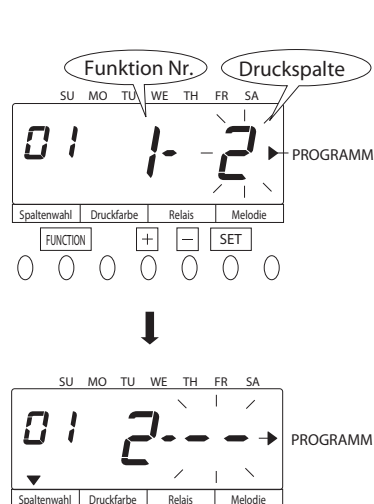 Funktion Nr. Druckspalte
SU MO TU WE TH FR SA
01 1- 2 PROGRAMM
Spaltenwahl Druckfarbe Relais Melodie
FUNCTION + - SET
SU MO TU WE TH FR SA
01 2--- PROGRAMM
Spaltenwahl Druckfarbe Relais Melodie